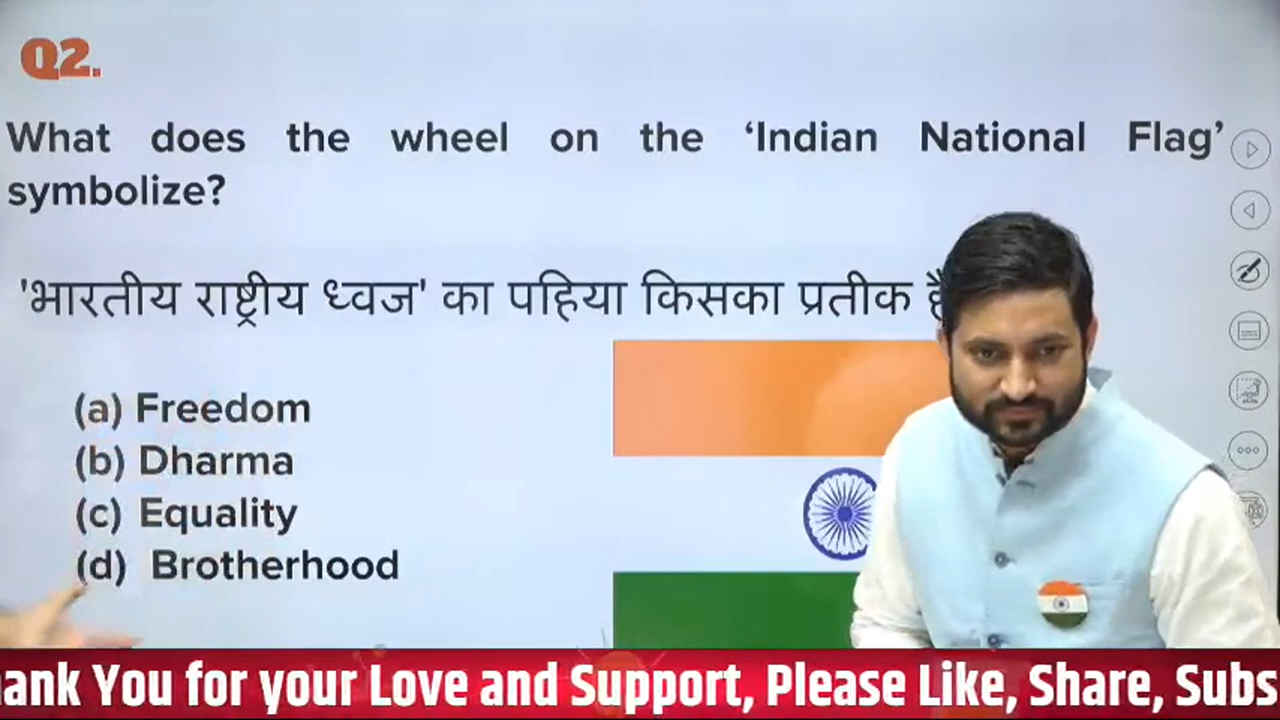 Q2.
What does the wheel on the ‘Indian National Flag’
symbolize?
'भारतीय राष्ट्रीय ध्वज' का पहिया किसका प्रतीक है
(a) Freedom
(b) Dharma
(c) Equality
(d) Brotherhood
ank You for your Love and Support, Please Like, Share, Subs